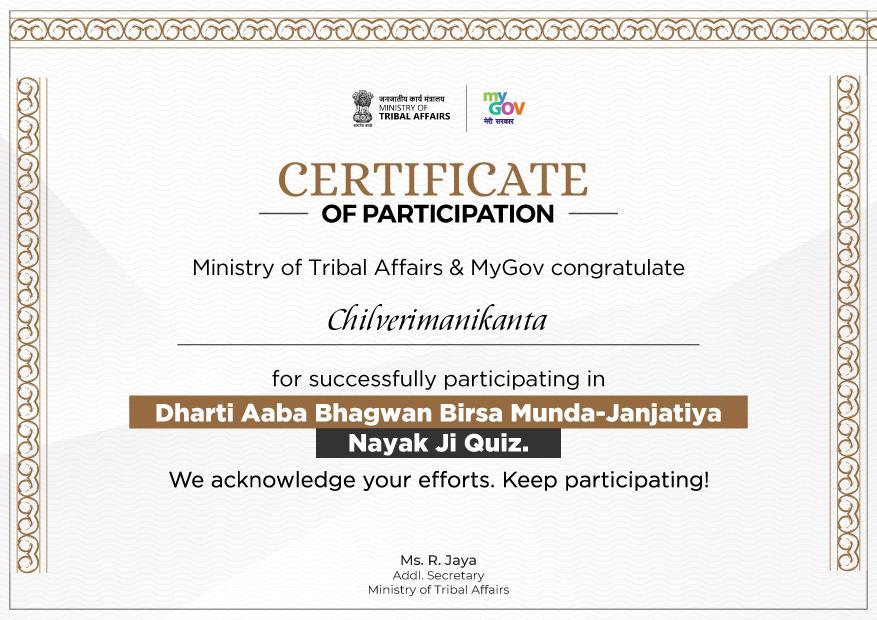 जनजातीय कार्य मंत्रालय
MINISTRY OF
TRIBAL AFFAIRS
सत्यमेव जयते
my
GOV
मेरी सरकार
CERTIFICATE
OF PARTICIPATION
Ministry of Tribal Affairs & MyGov congratulate
Chilverimanikanta
for successfully participating in
Dharti Aaba Bhagwan Birsa Munda-Janjatiya
Nayak Ji Quiz.
We acknowledge your efforts. Keep participating!
Ms. R. Jaya
Addl. Secretary
Ministry of Tribal Affairs